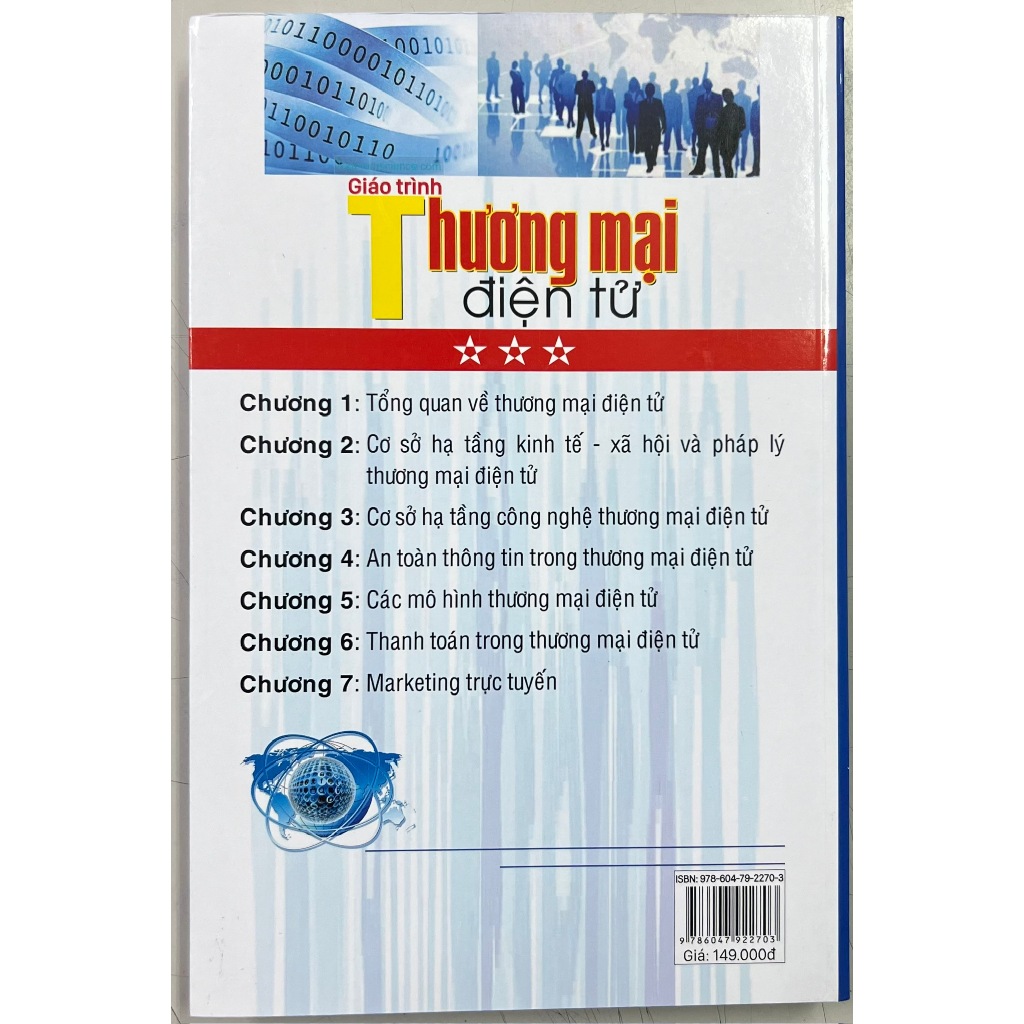 Giáo trình
Thương mại
điện tử
Chương 1: Tổng quan về thương mại điện tử
Chương 2: Cơ sở hạ tầng kinh tế - xã hội và pháp lý
thương mại điện tử
Chương 3: Cơ sở hạ tầng công nghệ thương mại điện tử
Chương 4: An toàn thông tin trong thương mại điện tử
Chương 5: Các mô hình thương mại điện tử
Chương 6: Thanh toán trong thương mại điện tử
Chương 7: Marketing trực tuyến
ISBN: 978-604-79-2270-3
9 786047 922703
Giá: 149.000đ